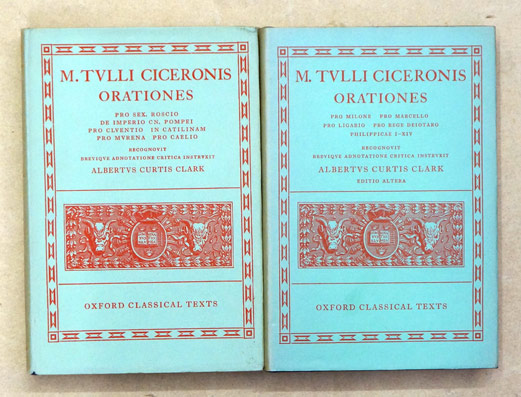 M. TVLLI CICERONIS
ORATIONES
PRO SEX. ROSCIO
DE IMPERIO CN. POMPEI
PRO CLVENTIO IN CATILINAM
PRO MVRENA PRO CAELIO
RECOGNOVIT
BREVIQVE ADNOTATIONE CRITICA INSTRVXIT
ALBERTVS CURTIS CLARK
OXFORD CLASSICAL TEXTS
M. TVLLI CICERONIS
ORATIONES
PRO MILONE PRO MARCELLO
PRO LIGARIO PRO REGE DEIOTARO
PHILIPPICAE I-XIV
RECOGNOVIT
BREVIQVE ADNOTATIONE CRITICA INSTRVXIT
ALBERTVS CURTIS CLARK
EDITIO ALTERA
OXFORD CLASSICAL TEXTS